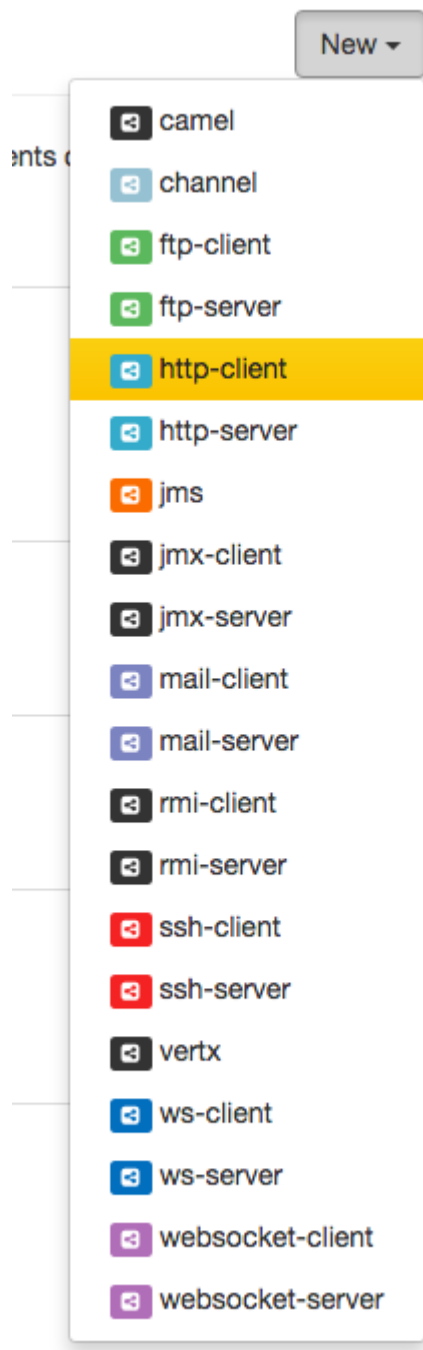 New
ents
camel
channel
ftp-client
ftp-server
http-client
http-server
jms
jmx-client
jmx-server
mail-client
mail-server
rmi-client
rmi-server
ssh-client
ssh-server
vertx
ws-client
ws-server
websocket-client
websocket-server